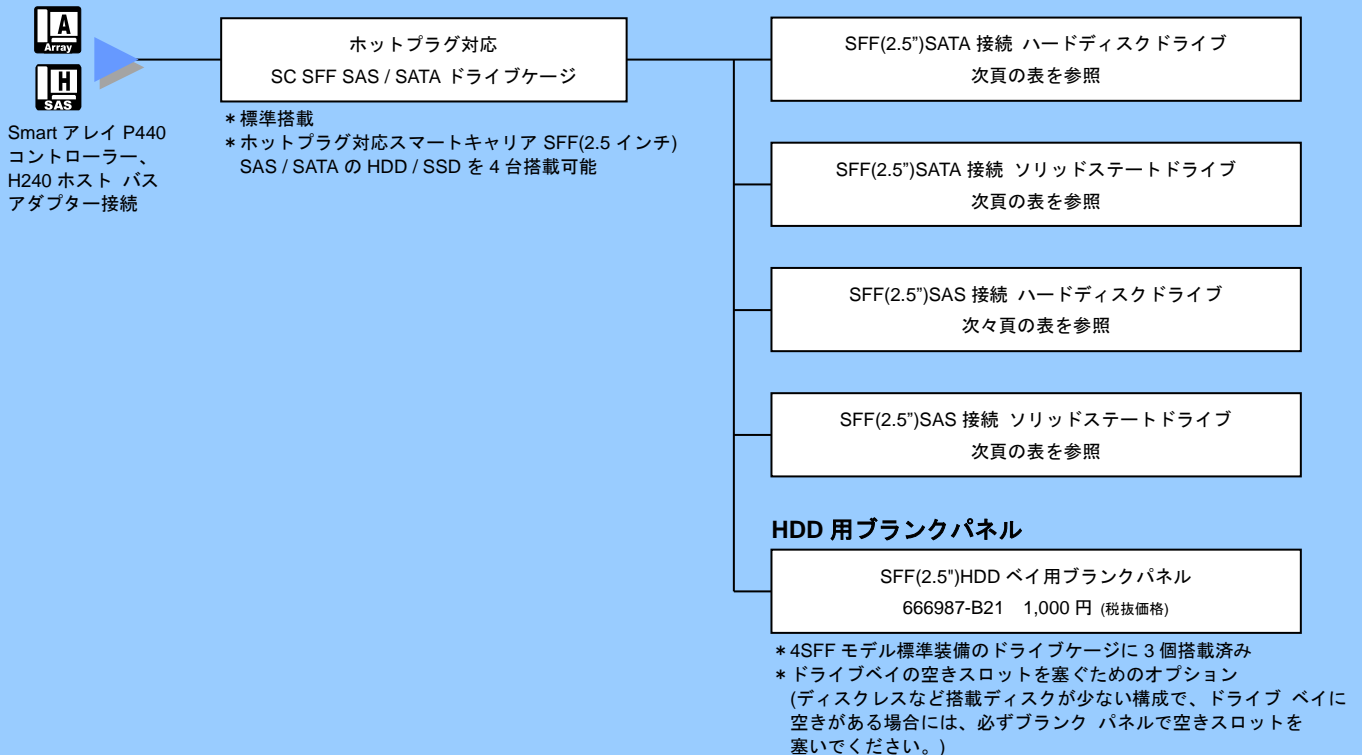 A
Array
H
SAS
Smart アレイ P440
コントローラー、
H240 ホスト バス
アダプター接続
ホットプラグ対応
SC SFF SAS / SATA ドライブケージ
＊標準搭載
＊ホットプラグ対応スマートキャリア SFF(2.5 インチ)
SAS / SATA の HDD / SSD を 4 台搭載可能
SFF(2.5”)SATA 接続 ハードディスクドライブ
次頁の表を参照
SFF(2.5”)SATA 接続 ソリッドステートドライブ
次頁の表を参照
SFF(2.5”)SAS 接続 ハードディスクドライブ
次々頁の表を参照
SFF(2.5”)SAS 接続 ソリッドステートドライブ
次頁の表を参照
HDD 用ブランクパネル
SFF(2.5")HDD ベイ用ブランクパネル
666987-B21 1,000 円 (税抜価格)
＊4SFF モデル標準装備のドライブケージに 3 個搭載済み
＊ドライブベイの空きスロットを塞ぐためのオプション
(ディスクレスなど搭載ディスクが少ない構成で、ドライブ ベイに
空きがある場合には、必ずブランク パネルで空きスロットを
塞いでください。)